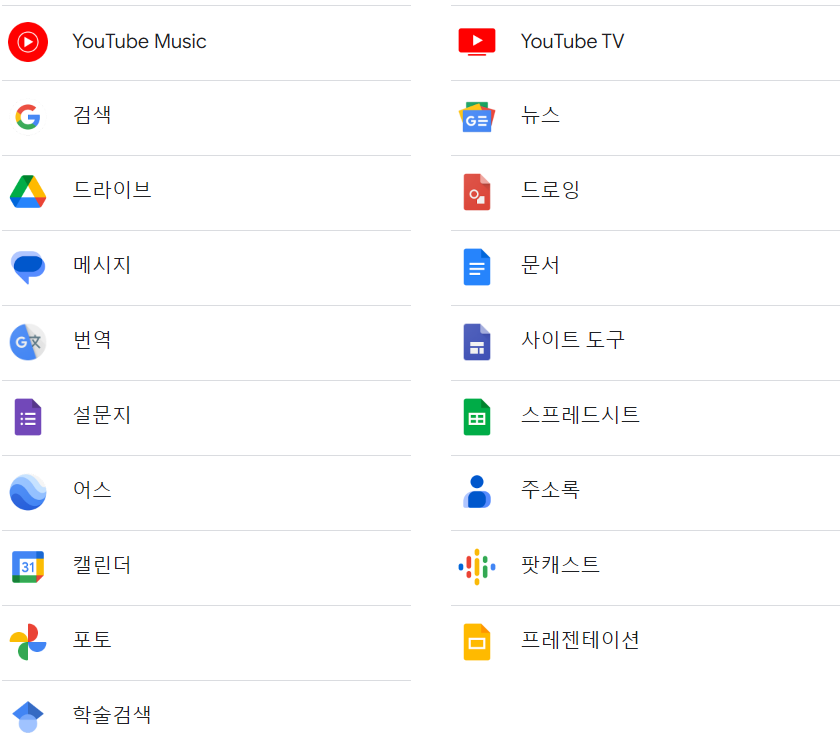 YouTube Music
YouTube TV
검색
뉴스
드라이브
드로잉
메시지
문서
번역
사이트 도구
설문지
스프레드시트
어스
주소록
캘린더
31
팟캐스트
포토
프레젠테이션
학술검색